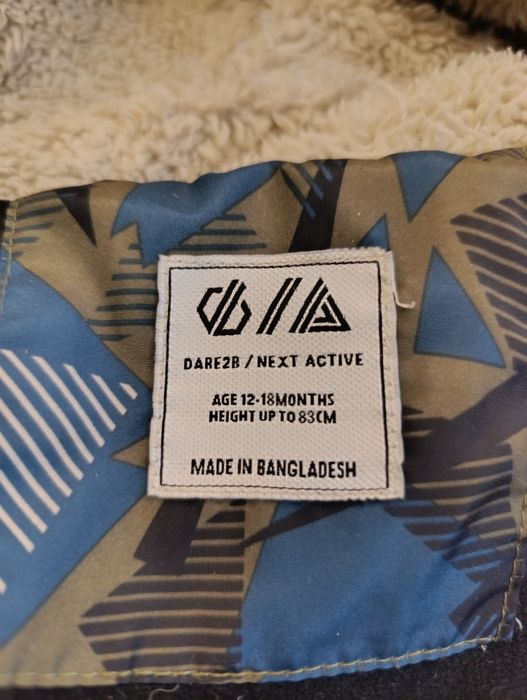 DARE2B / NEXT ACTIVE
AGE 12-18MONTHS
HEIGHT UP TO 83CM
MADE IN BANGLADESH